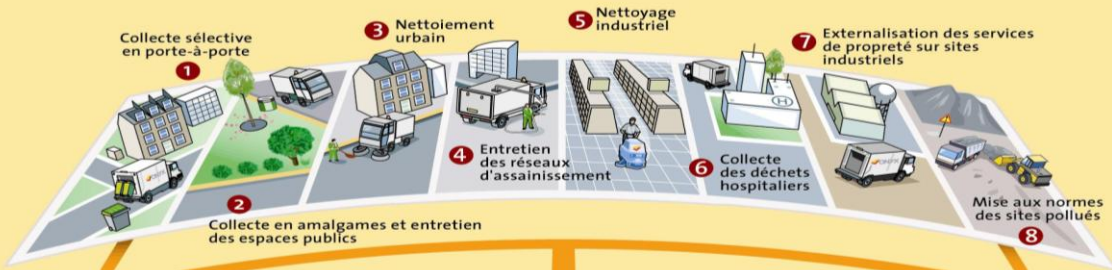 Collecte sélective
en porte-à-porte
1
2
Collecte en amalgames et entretien
des espaces publics
3
Nettoiement
urbain
4
Entretien
des réseaux
d'assainissement
5
Nettoyage
industriel
6
Collecte
des déchets
hospitaliers
H
7
Externalisation des services
de propreté sur sites
industriels
Mise aux normes
des sites pollués
8